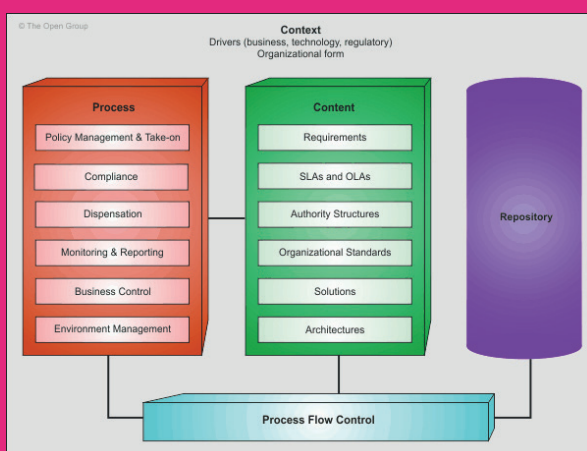 © The Open Group
Context
Drivers (business, technology, regulatory)
Organizational form
Process
Policy Management & Take-on
Compliance
Dispensation
Monitoring & Reporting
Business Control
Environment Management
Content
Requirements
SLAs and OLAs
Authority Structures
Organizational Standards
Solutions
Architectures
Repository
Process Flow Control